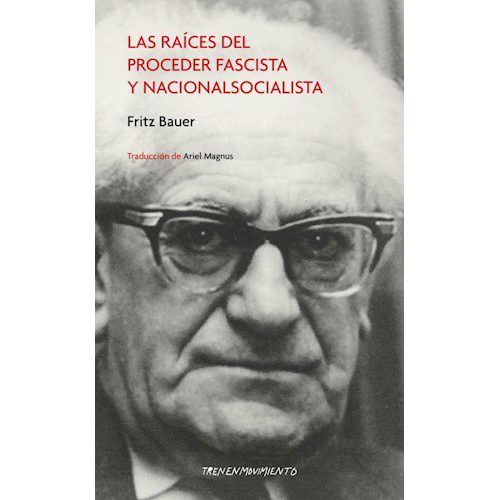 LAS RAÍCES DEL
PROCEDER FASCISTA
Y NACIONALSOCIALISTA
Fritz Bauer
Traducción de Ariel Magnus
TRENENMOVIMIENTO